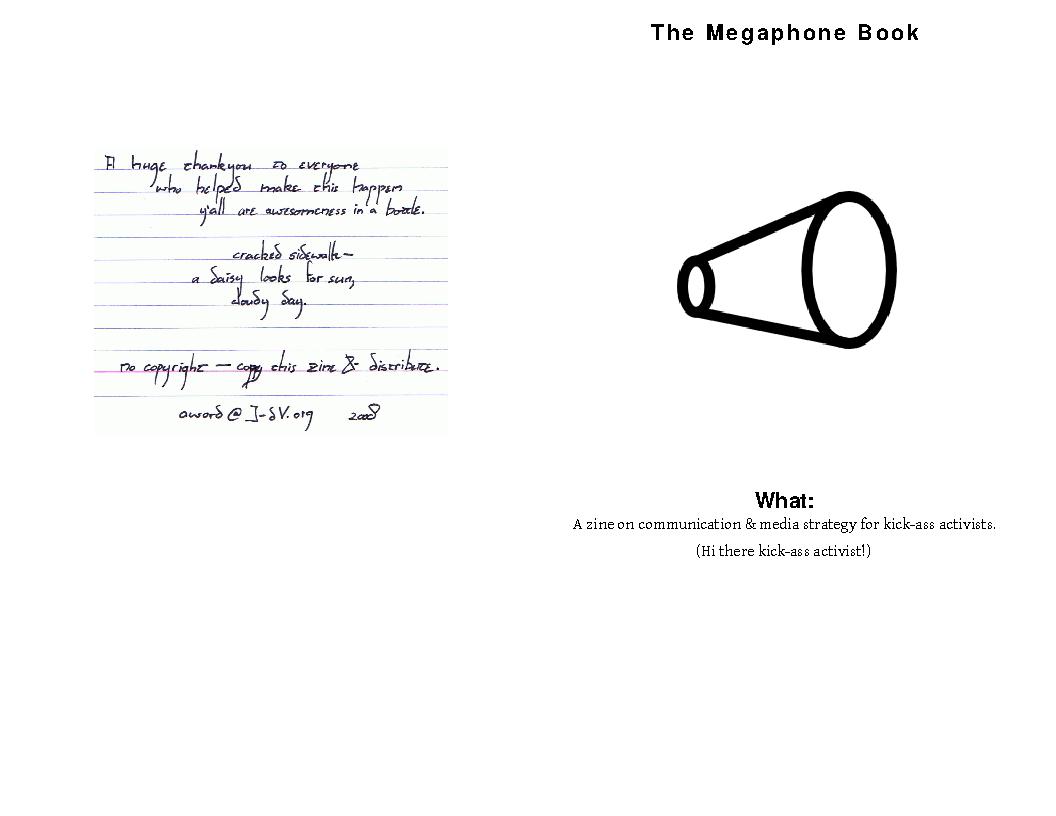 A huge thankyou to everyone
who helped make this happen
y'all are awesomeness in a bottle.
cracked sidewalk—
a daisy looks for sun,
cloudy day.
no copyright — copy this zine & distribute.
aword@J-dV.org 2008
The Megaphone Book
What:
A zine on communication & media strategy for kick-ass activists.
(Hi there kick-ass activist!)